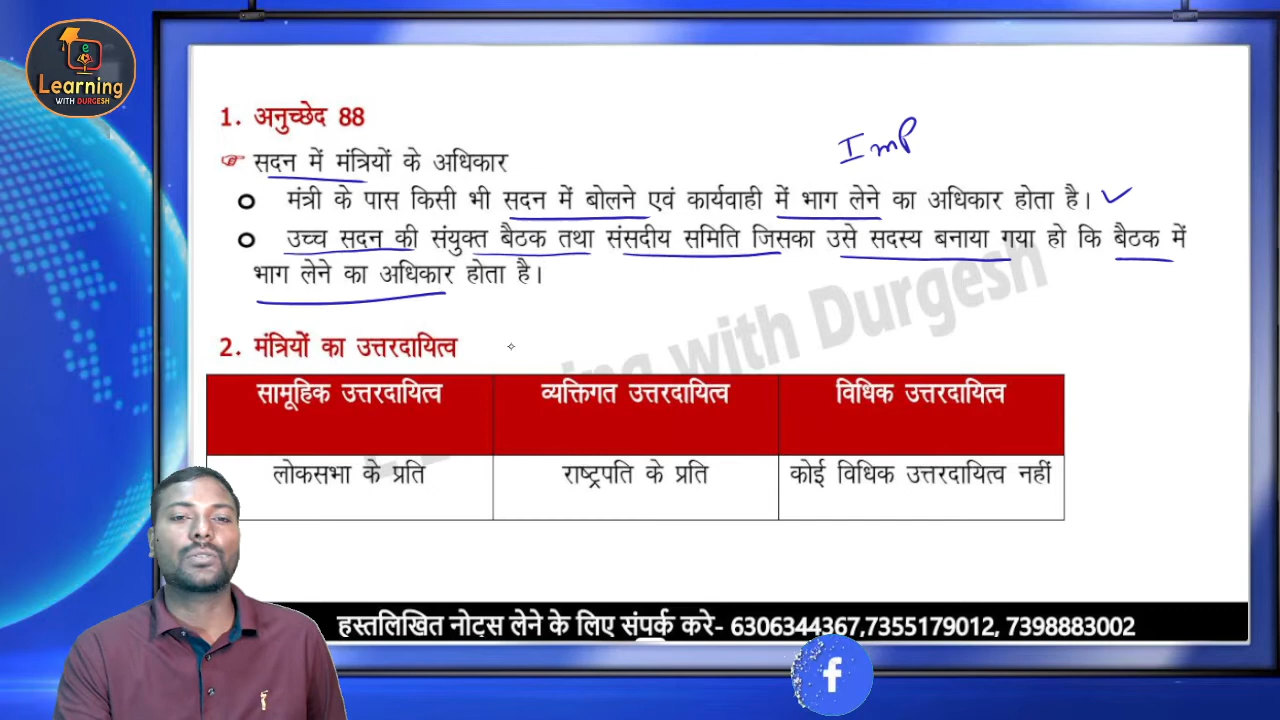 e
Learning
WITH DURGESH
1. अनुच्छेद 88
Imp
☞ सदन में मंत्रियों के अधिकार
o मंत्री के पास किसी भी सदन में बोलने एवं कार्यवाही में भाग लेने का अधिकार होता है। ✓
o उच्च सदन की संयुक्त बैठक तथा संसदीय समिति जिसका उसे सदस्य बनाया गया हो कि बैठक में
भाग लेने का अधिकार होता है।
2. मंत्रियों का उत्तरदायित्व
सामूहिक उत्तरदायित्व व्यक्तिगत उत्तरदायित्व विधिक उत्तरदायित्व
लोकसभा के प्रति राष्ट्रपति के प्रति कोई विधिक उत्तरदायित्व नहीं
with Durgesh
हस्तलिखित नोट्स लेने के लिए संपर्क करे- 6306344367,7355179012, 7398883002
f